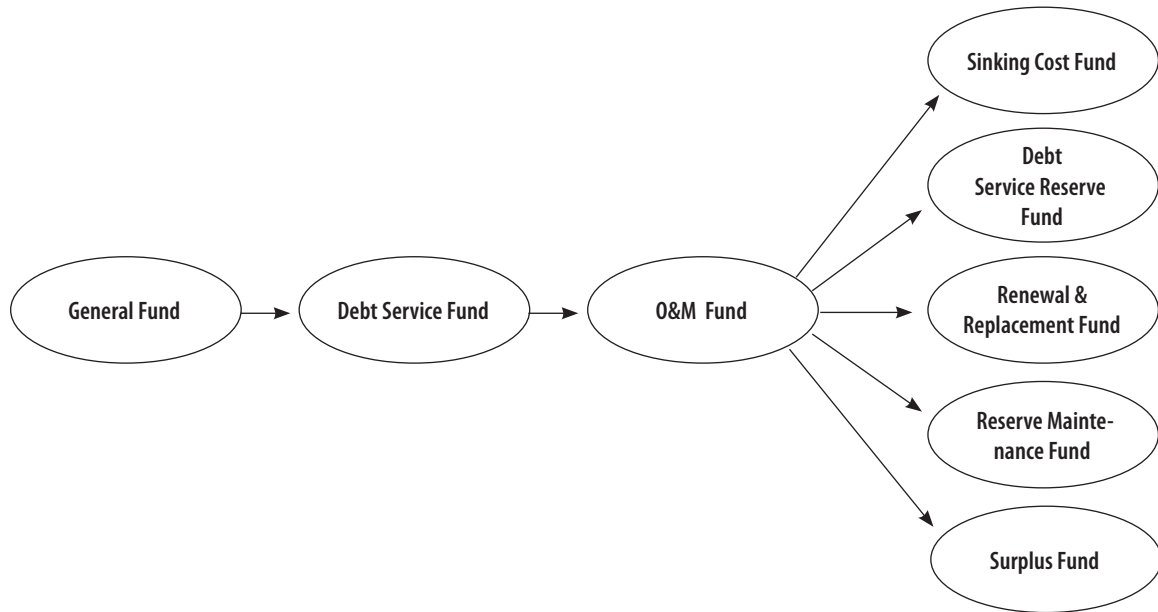 Sinking Cost Fund
Debt
Service Reserve
Fund
General Fund
Debt Service Fund
O&M Fund
Renewal &
Replacement Fund
Reserve Mainte-
nance Fund
Surplus Fund